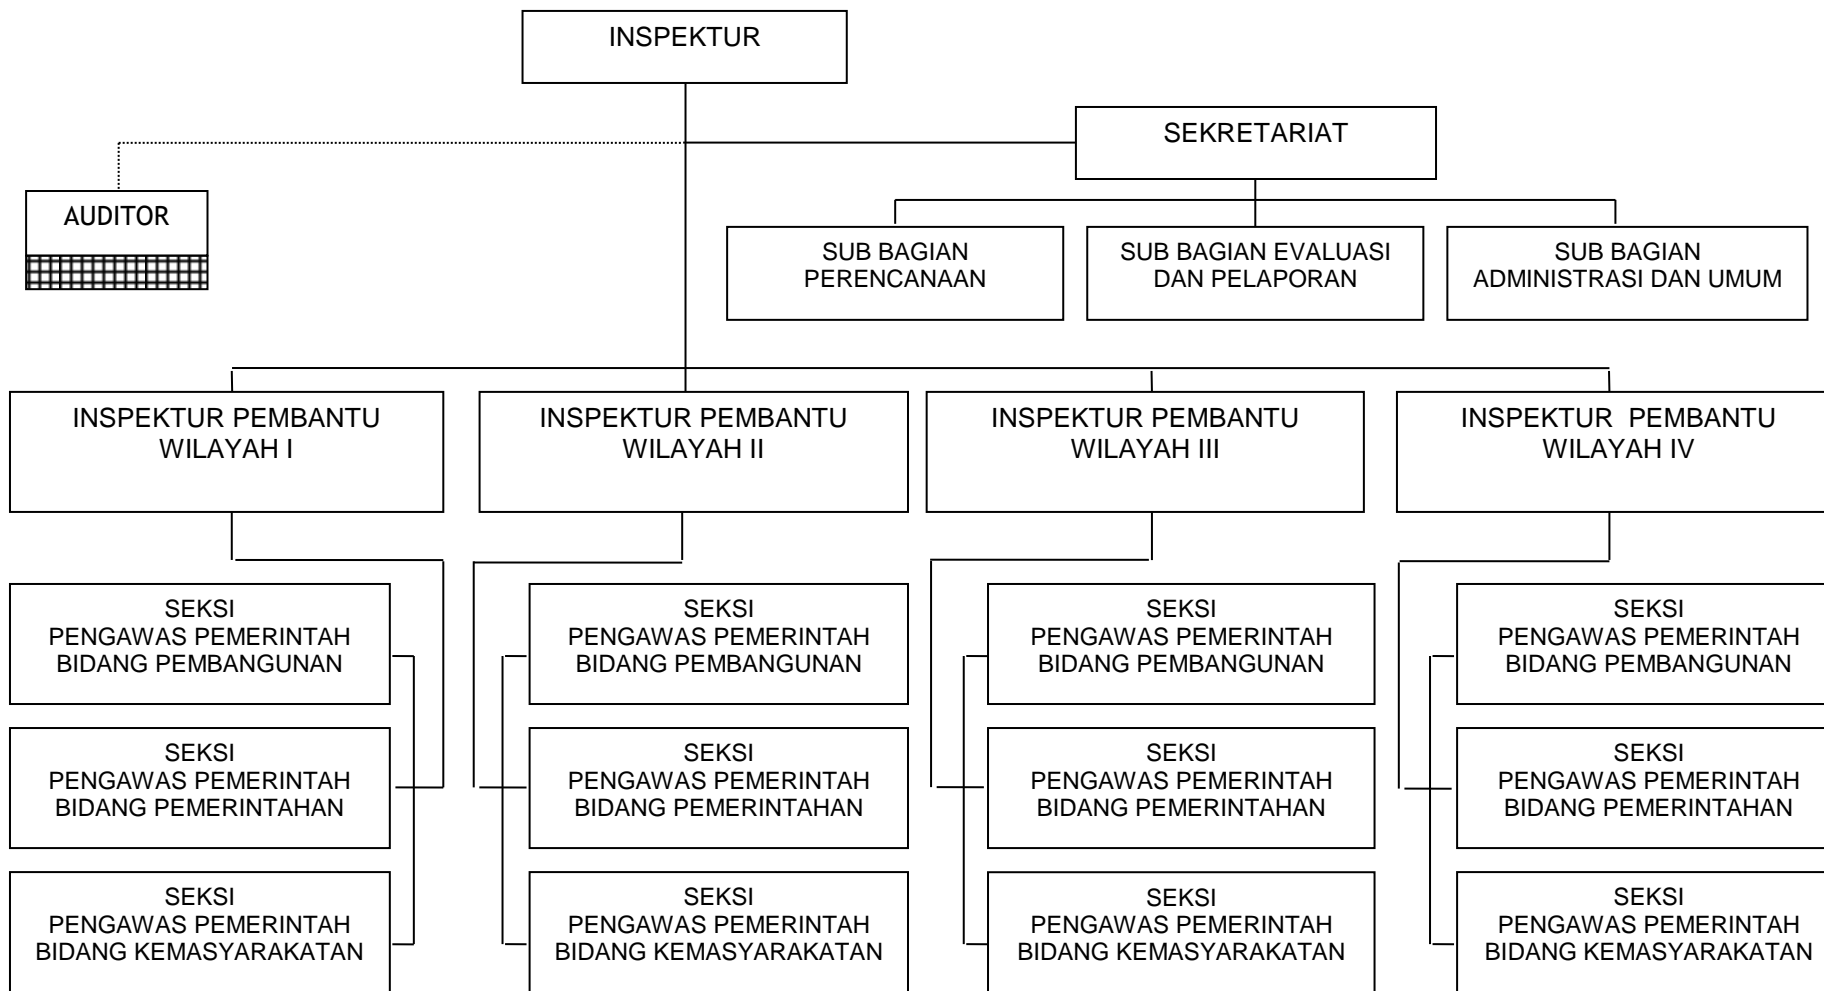 INSPEKTUR
SEKRETARIAT
AUDITOR
SUB BAGIAN
PERENCANAAN
SUB BAGIAN EVALUASI
DAN PELAPORAN
SUB BAGIAN
ADMINISTRASI DAN UMUM
INSPEKTUR PEMBANTU
WILAYAH I
INSPEKTUR PEMBANTU
WILAYAH II
INSPEKTUR PEMBANTU
WILAYAH III
INSPEKTUR PEMBANTU
WILAYAH IV
SEKSI
PENGAWAS PEMERINTAH
BIDANG PEMBANGUNAN
SEKSI
PENGAWAS PEMERINTAH
BIDANG PEMBANGUNAN
SEKSI
PENGAWAS PEMERINTAH
BIDANG PEMBANGUNAN
SEKSI
PENGAWAS PEMERINTAH
BIDANG PEMBANGUNAN
SEKSI
PENGAWAS PEMERINTAH
BIDANG PEMERINTAHAN
SEKSI
PENGAWAS PEMERINTAH
BIDANG PEMERINTAHAN
SEKSI
PENGAWAS PEMERINTAH
BIDANG PEMERINTAHAN
SEKSI
PENGAWAS PEMERINTAH
BIDANG PEMERINTAHAN
SEKSI
PENGAWAS PEMERINTAH
BIDANG KEMASYARAKATAN
SEKSI
PENGAWAS PEMERINTAH
BIDANG KEMASYARAKATAN
SEKSI
PENGAWAS PEMERINTAH
BIDANG KEMASYARAKATAN
SEKSI
PENGAWAS PEMERINTAH
BIDANG KEMASYARAKATAN